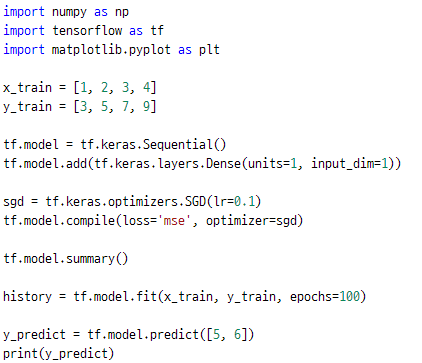 import numpy as np
import tensorflow as tf
import matplotlib.pyplot as plt

x_train = [1, 2, 3, 4]
y_train = [3, 5, 7, 9]

tf.model = tf.keras.Sequential()
tf.model.add(tf.keras.layers.Dense(units=1, input_dim=1))

sgd = tf.keras.optimizers.SGD(lr=0.1)
tf.model.compile(loss='mse', optimizer=sgd)

tf.model.summary()

history = tf.model.fit(x_train, y_train, epochs=100)

y_predict = tf.model.predict([5, 6])
print(y_predict)